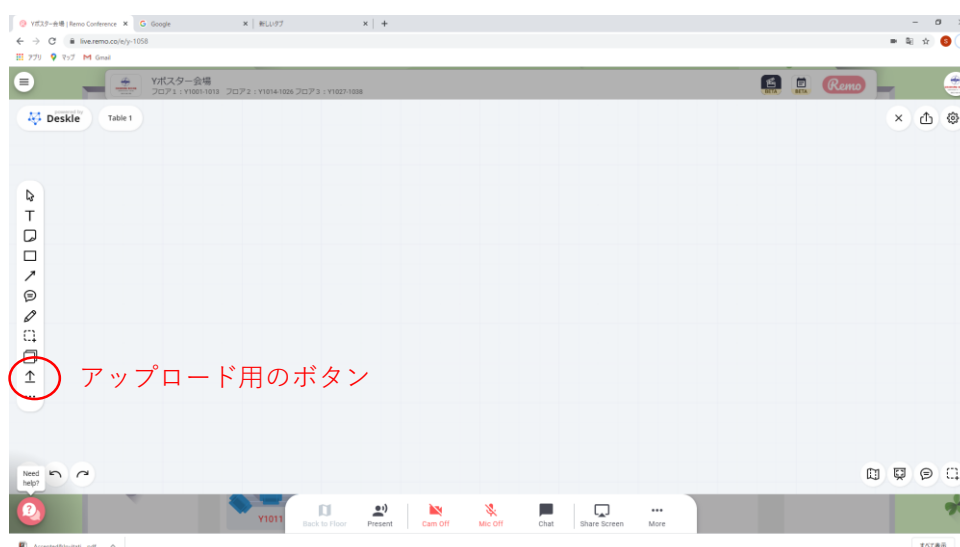 Yポスター会場 | Remo Conference
Google
新しいタブ
live.remo.co/e/y-1058
アプリ
マップ
Gmail
Yポスター会場
フロア1：Y1001-1013 フロア2：Y1014-1026 フロア3：Y1027-1038
BETA
BETA
Remo
powered by
Deskle
Table 1
T
アップロード用のボタン
Need
help?
Y1011
Back to Floor
Present
Cam Off
Mic Off
Chat
Share Screen
More
すべて表示